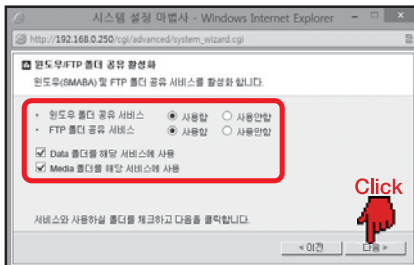 시스템 설정 마법사 - Windows Internet Explorer
http://192.168.0.250/cgi/advanced/system_wizard.cgi
윈도우/FTP 폴더 공유 활성화
윈도우(SMABA) 및 FTP 폴더 공유 서비스를 활성화 합니다.
• 윈도우 폴더 공유 서비스 사용함 사용안함
• FTP 폴더 공유 서비스 사용함 사용안함
Data 폴더를 해당 서비스에 사용
Media 폴더를 해당 서비스에 사용
Click
서비스와 사용하실 폴더를 체크하고 다음을 클릭합니다.
< 이전 다음 >